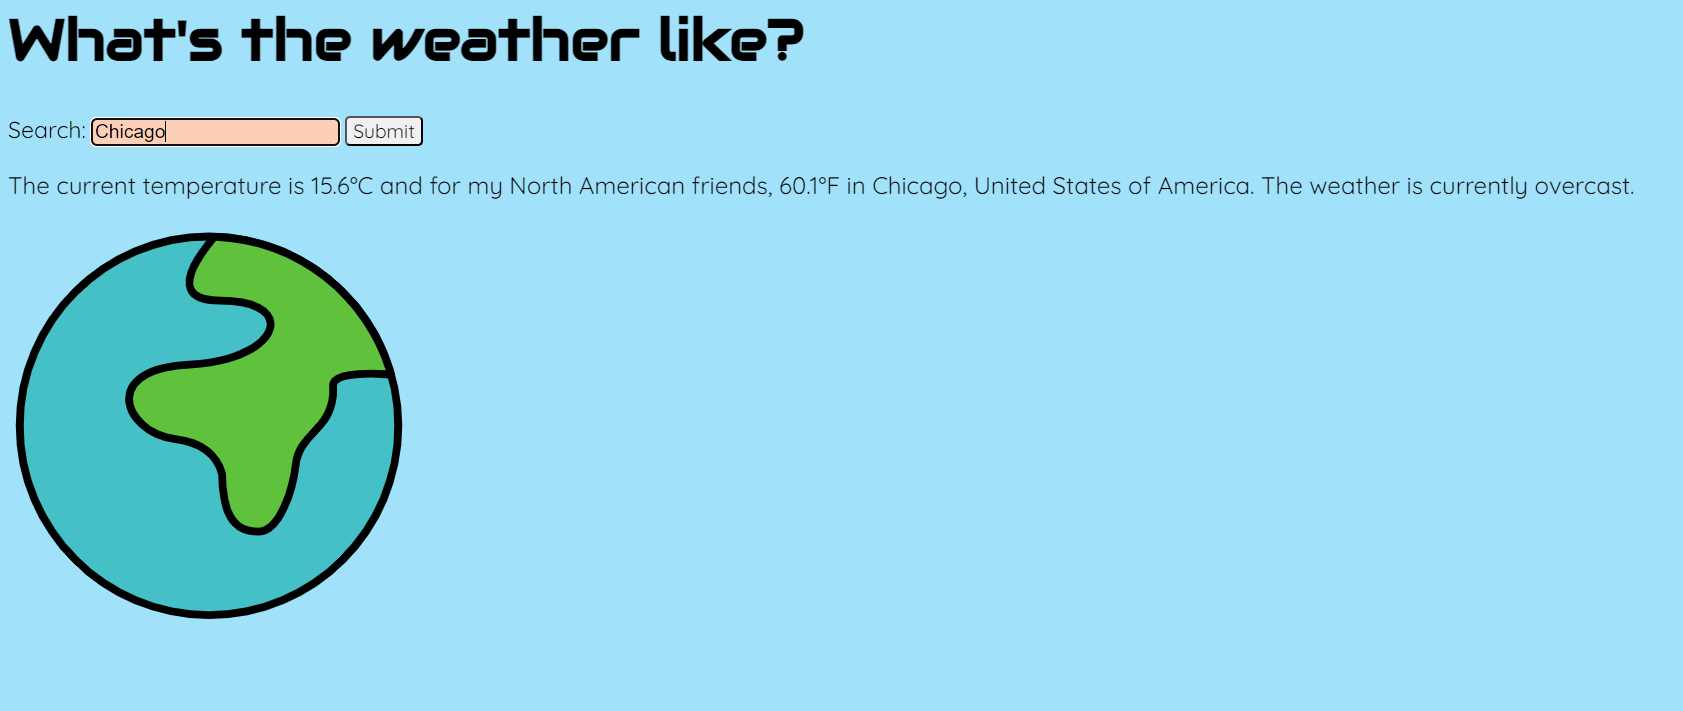 What's the weather like?
Search: Chicago Submit
The current temperature is 15.6°C and for my North American friends, 60.1°F in Chicago, United States of America. The weather is currently overcast.